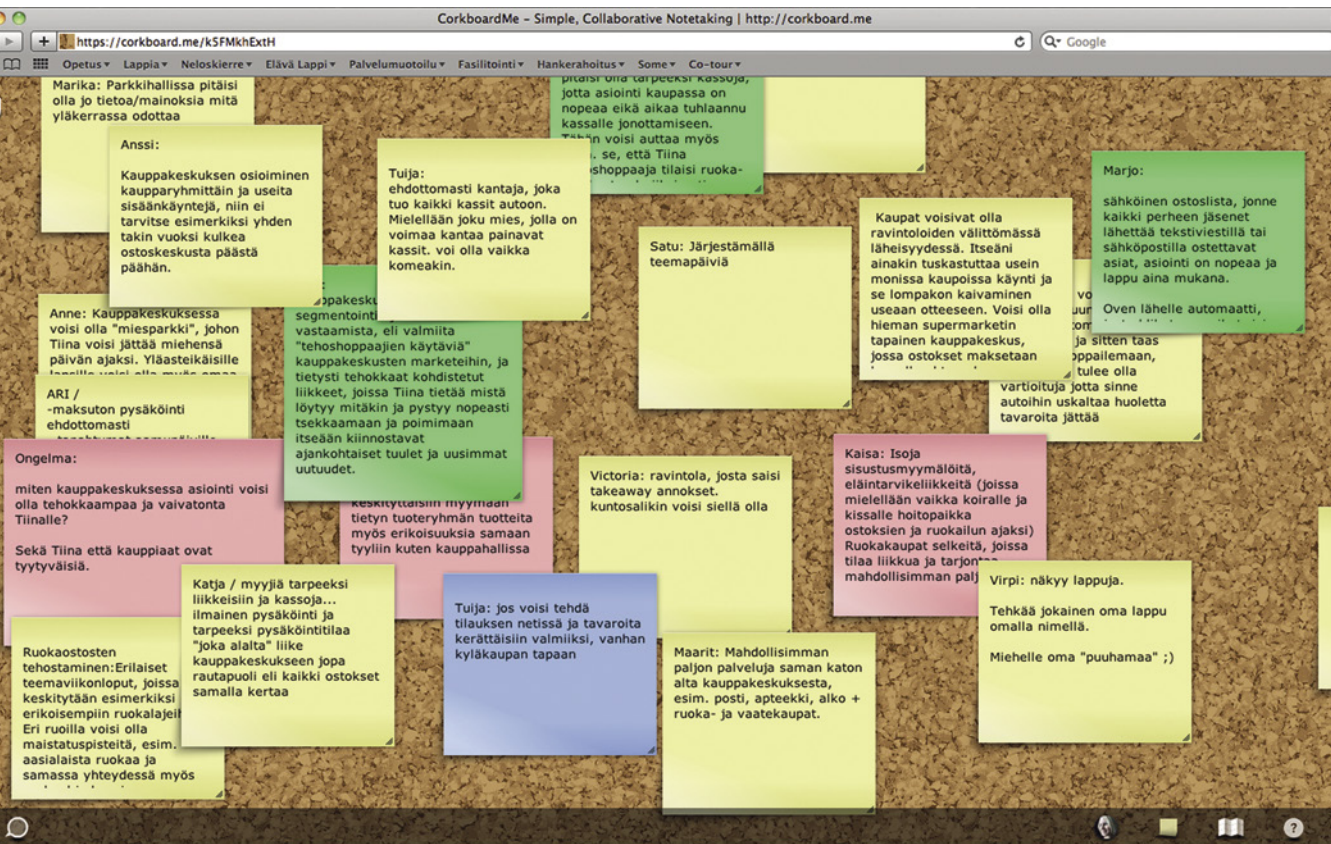 CorkboardMe – Simple, Collaborative Notetaking | http://corkboard.me
https://corkboard.me/k5FMkhExtH
Google
Opetus Lappia Neloskierre Elävä Lappi Palvelumuotoilu Fasilitointi Hankerahoitus Some Co-tour
Marika: Parkkihallissa pitäisi
olla jo tietoa/mainoksia mitä
yläkerrassa odottaa
Anssi:
Kauppakeskuksen osioiminen
kaupparyhmittäin ja useita
sisäänkäyntejä, niin ei
tarvitse esimerkiksi yhden
takin vuoksi kulkea
ostoskeskusta päästä
päähän.
Tuija:
ehdottomasti kantaja, joka
tuo kaikki kassit autoon.
Mielellään joku mies, jolla on
voimaa kantaa painavat
kassit. voi olla vaikka
komeakin.
pitäisi olla tarpeeksi kassoja,
jotta asiointi kaupassa on
nopeaa eikä aikaa tuhlaannu
kassalle jonottamiseen.
Tähän voisi auttaa myös
se, että Tiina
tilaisi ruoka-
Satu: Järjestämällä
teemapäiviä
Kaupat voisivat olla
ravintoloiden välittömässä
läheisyydessä. Itseäni
ainakin tuskastuttaa usein
monissa kaupoissa käynti ja
se lompakon kaivaminen
useaan otteeseen. Voisi olla
hieman supermarketin
tapainen kauppakeskus,
jossa ostokset maksetaan
Marjo:
sähköinen ostoslista, jonne
kaikki perheen jäsenet
lähettää tekstiviestillä tai
sähköpostilla ostettavat
asiat, asiointi on nopeaa ja
lappu aina mukana.
Oven lähelle automaatti,
ja sitten taas
tulee olla
vartioituja jotta sinne
autoihin uskaltaa huoletta
tavaroita jättää
Anne: Kauppakeskuksessa
voisi olla "miesparkki", johon
Tiina voisi jättää miehensä
päivän ajaksi. Yläasteikäisille
lapsille voisi olla myös omaa
ARI /
-maksuton pysäköinti
ehdottomasti
segmentointi
vastaamista, eli valmiita
"tehoshoppaajien käytäviä"
kauppakeskusten marketeihin, ja
tietysti tehokkaat kohdistetut
liikkeet, joissa Tiina tietää mistä
löytyy mitäkin ja pystyy nopeasti
tsekkaamaan ja poimimaan
itseään kiinnostavat
ajankohtaiset tuulet ja uusimmat
uutuudet.
Ongelma:
miten kauppakeskuksessa asiointi voisi
olla tehokkaampaa ja vaivatonta
Tiinalle?
Sekä Tiina että kauppiaat ovat
tyytyväisiä.
keskityttäisiin myymään
tietyn tuoteryhmän tuotteita
myös erikoisuuksia samaan
tyyliin kuten kauppahallissa
Victoria: ravintola, josta saisi
takeaway annokset.
kuntosalikin voisi siellä olla
Kaisa: Isoja
sisustusmyymälöitä,
eläintarvikeliikkeitä (joissa
mielellään vaikka koiralle ja
kissalle hoitopaikka
ostoksien ja ruokailun ajaksi)
Ruokakaupat selkeitä, joissa
tilaa liikkua ja tarjontaa
mahdollisimman
Virpi: näkyy lappuja.
Tehkää jokainen oma lappu
omalla nimellä.
Miehelle oma "puuhamaa" ;)
Katja / myyjiä tarpeeksi
liikkeisiin ja kassoja...
ilmainen pysäköinti ja
tarpeeksi pysäköintitilaa
"joka alalta" liike
kauppakeskukseen jopa
rautapuoli eli kaikki ostokset
samalla kertaa
Tuija: jos voisi tehdä
tilauksen netissä ja tavaroita
kerättäisiin valmiiksi, vanhan
kyläkaupan tapaan
Maarit: Mahdollisimman
paljon palveluja saman katon
alta kauppakeskuksesta,
esim. posti, apteekki, alko +
ruoka- ja vaatekaupat.
Ruokaostosten
tehostaminen:Erilaiset
teemaviikonloput, joissa
keskitytään esimerkiksi
erikoisempiin
Eri ruoilla voisi olla
maistatuspisteitä, esim.
aasialaista ruokaa ja
samassa yhteydessä myös
?